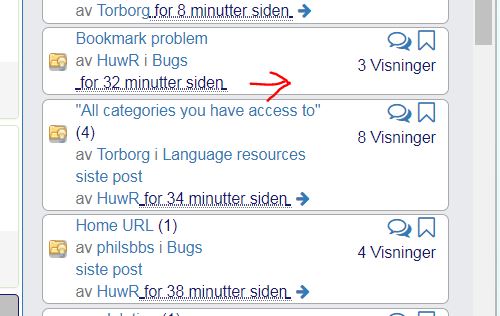 av Torborg for 8 minutter siden
Bookmark problem
av HuwR i Bugs
for 32 minutter siden
3 Visninger
"All categories you have access to"
(4)
av Torborg i Language resources
siste post
HuwR for 34 minutter siden
8 Visninger
Home URL (1)
av philsbbs i Bugs
siste post
av HuwR for 38 minutter siden
4 Visninger